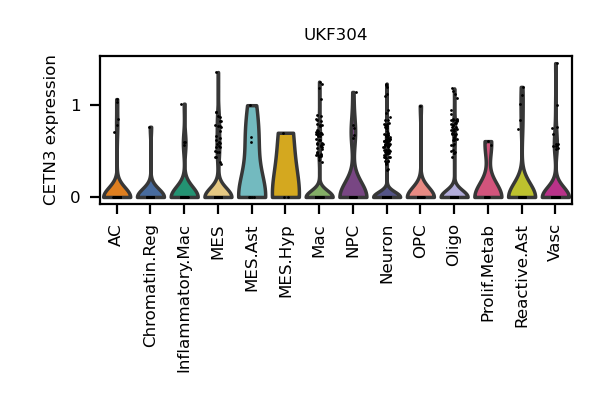 UKF304
CETN3 expression
1
0
AC
Chromatin.Reg
Inflammatory.Mac
MES
MES.Ast
MES.Hyp
Mac
NPC
Neuron
OPC
Oligo
Prolif.Metab
Reactive.Ast
Vasc